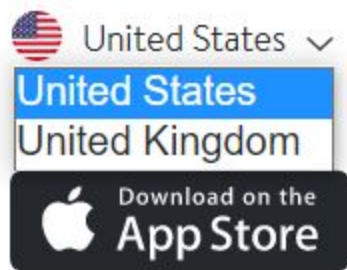 United States
United States
United Kingdom
Download on the
App Store